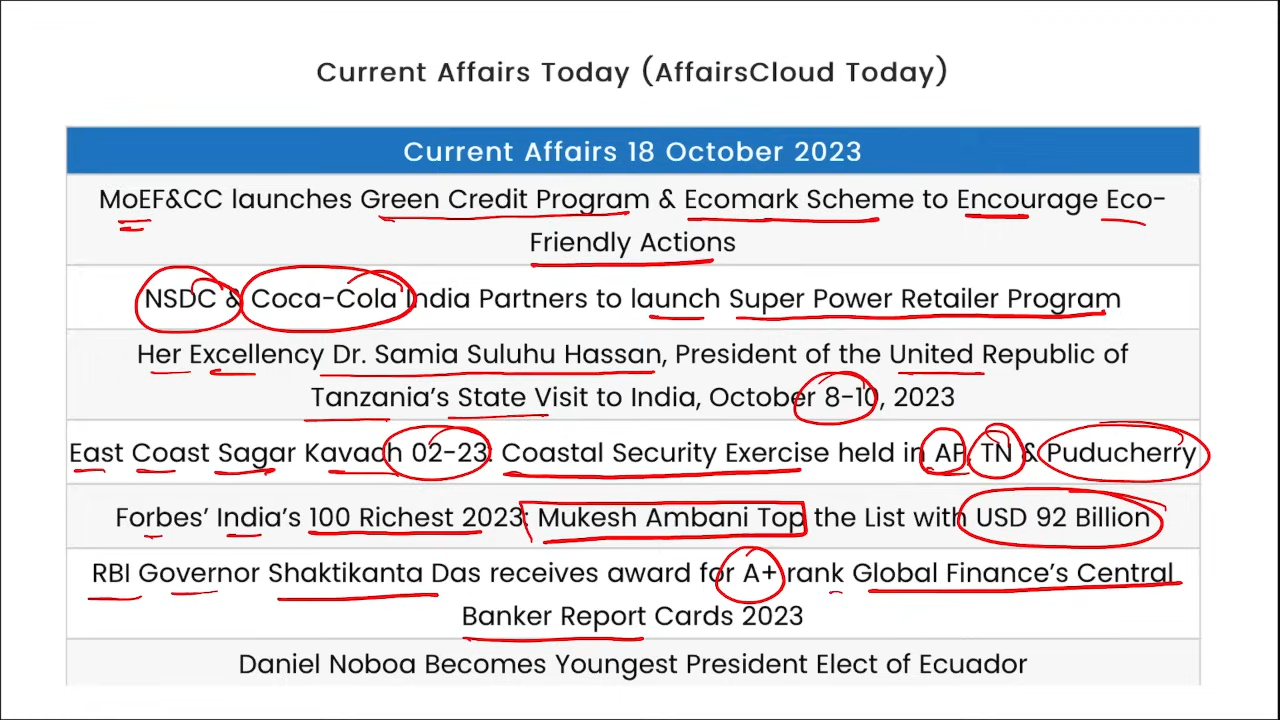 Current Affairs Today (AffairsCloud Today)
Current Affairs 18 October 2023
MoEF&CC launches Green Credit Program & Ecomark Scheme to Encourage Eco-
Friendly Actions
NSDC & Coca-Cola India Partners to launch Super Power Retailer Program
Her Excellency Dr. Samia Suluhu Hassan, President of the United Republic of
Tanzania's State Visit to India, October 8-10, 2023
East Coast Sagar Kavach 02-23: Coastal Security Exercise held in AP, TN & Puducherry
Forbes' India's 100 Richest 2023: Mukesh Ambani Top the List with USD 92 Billion
RBI Governor Shaktikanta Das receives award for A+ rank Global Finance's Central
Banker Report Cards 2023
Daniel Noboa Becomes Youngest President Elect of Ecuador